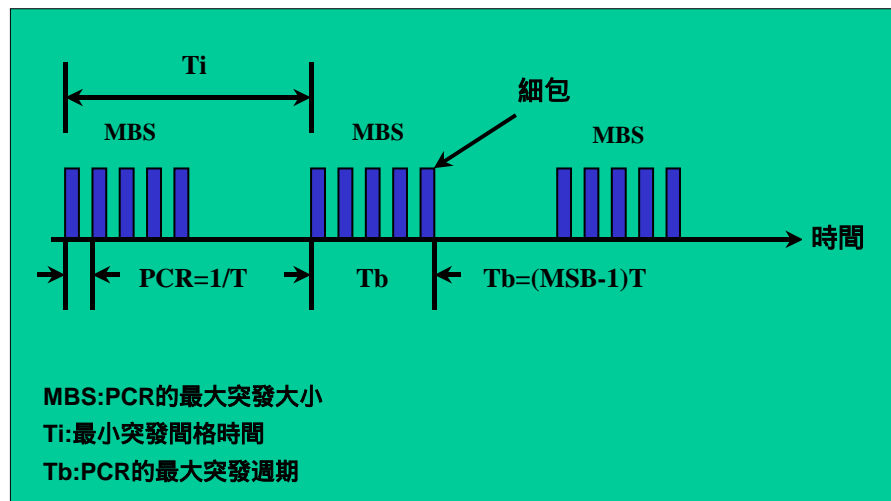 Ti
細包
MBS
MBS
MBS
時間
PCR=1/T
Tb
Tb=(MSB-1)T
MBS:PCR的最大突發大小
Ti:最小突發間格時間
Tb:PCR的最大突發週期